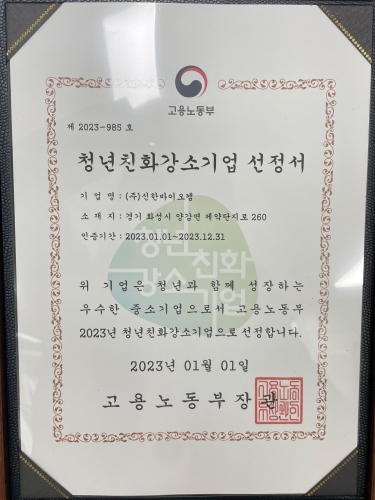 고용노동부
제 2023-985 호
청년친화강소기업 선정서
기 업 명 : (주)신한바이오켐
소 재 지 : 경기 화성시 양감면 제약단지로 260
인증기간 : 2023.01.01~2023.12.31
청년친화
강소기업
위 기업은 청년과 함께 성장하는
우수한 중소기업으로서 고용노동부
2023년 청년친화강소기업으로 선정합니다.
2023년 01월 01일
고용노동부장관